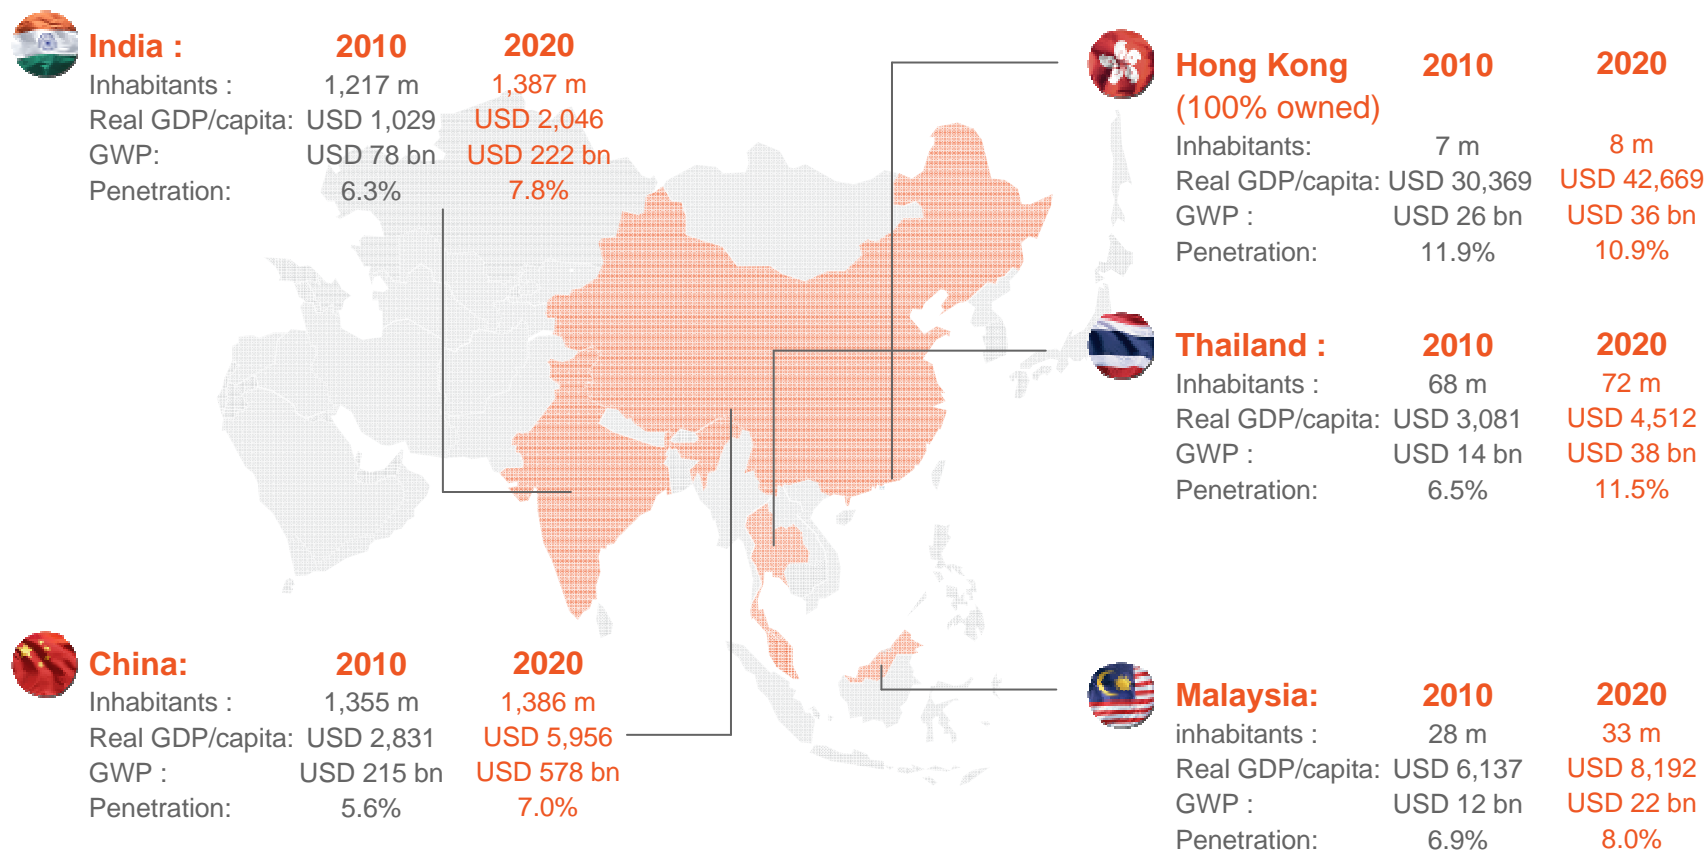 India : 2010 2020
Inhabitants : 1,217 m 1,387 m
Real GDP/capita: USD 1,029 USD 2,046
GWP: USD 78 bn USD 222 bn
Penetration: 6.3% 7.8%
Hong Kong 2010 2020
(100% owned)
Inhabitants: 7 m 8 m
Real GDP/capita: USD 30,369 USD 42,669
GWP : USD 26 bn USD 36 bn
Penetration: 11.9% 10.9%
Thailand : 2010 2020
Inhabitants : 68 m 72 m
Real GDP/capita: USD 3,081 USD 4,512
GWP : USD 14 bn USD 38 bn
Penetration: 6.5% 11.5%
China: 2010 2020
Inhabitants : 1,355 m 1,386 m
Real GDP/capita: USD 2,831 USD 5,956
GWP : USD 215 bn USD 578 bn
Penetration: 5.6% 7.0%
Malaysia: 2010 2020
inhabitants : 28 m 33 m
Real GDP/capita: USD 6,137 USD 8,192
GWP : USD 12 bn USD 22 bn
Penetration: 6.9% 8.0%